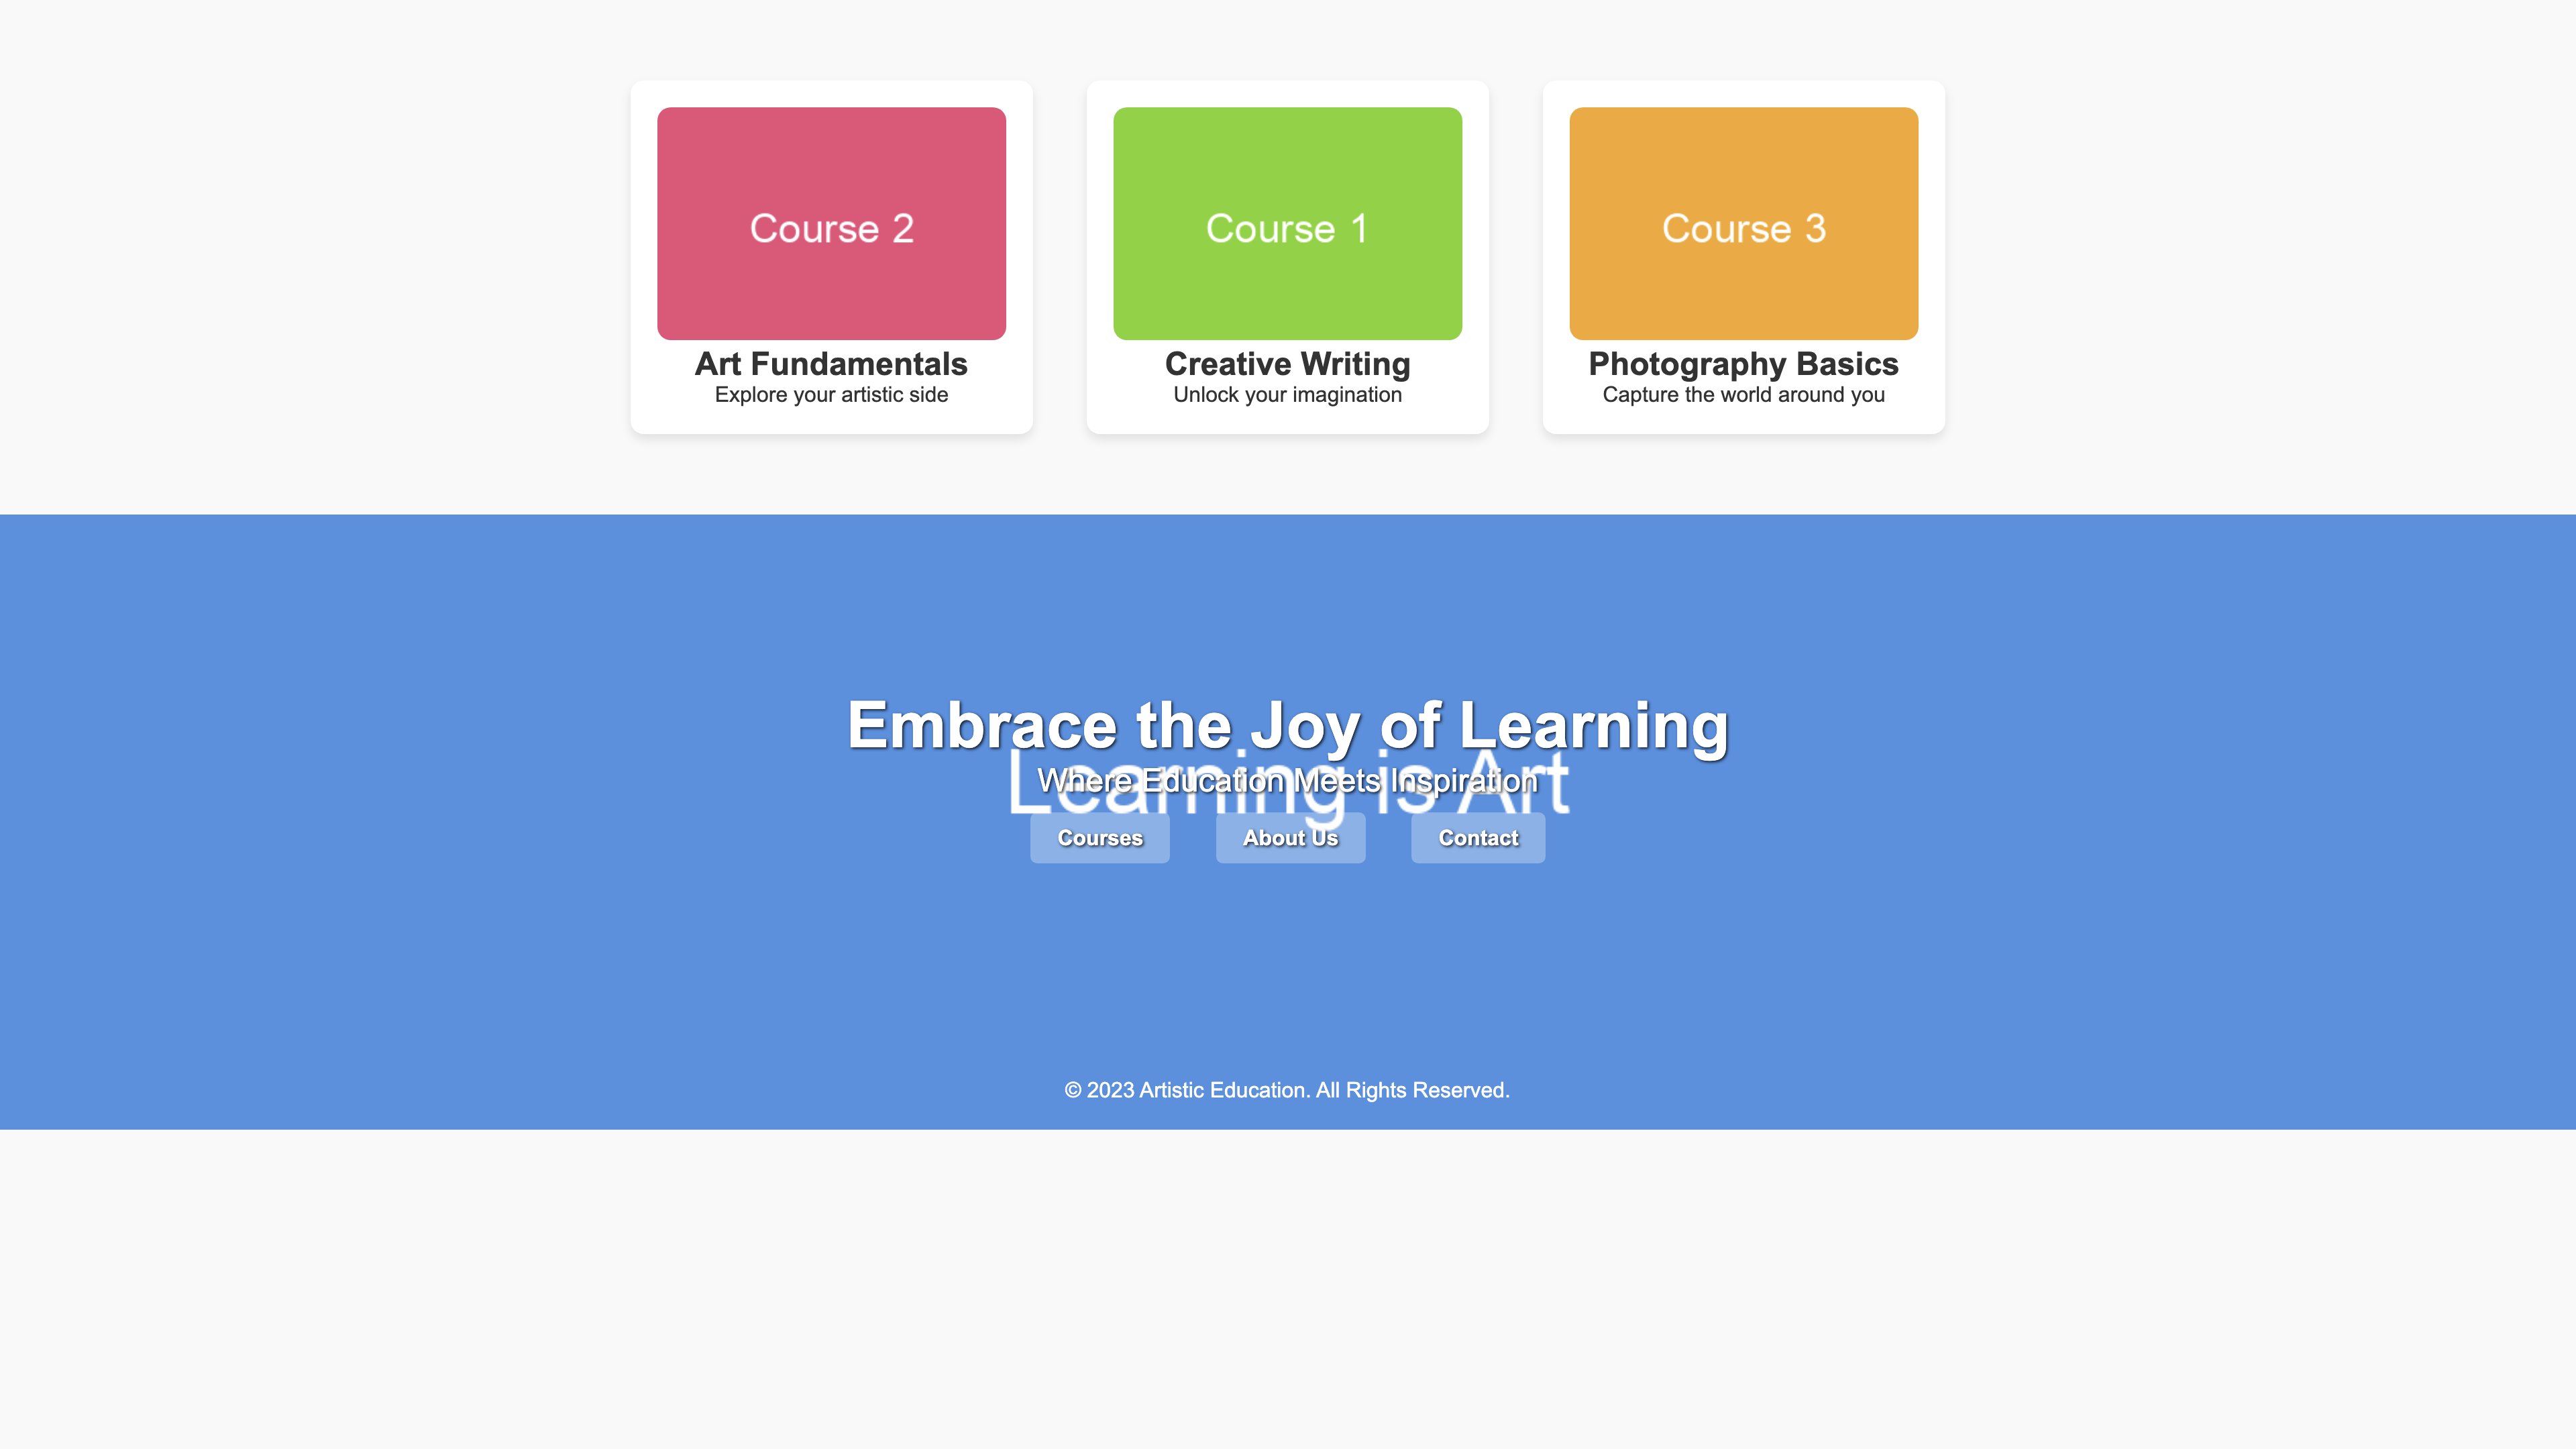 Course 2
Art Fundamentals
Explore your artistic side
Course 1
Creative Writing
Unlock your imagination
Course 3
Photography Basics
Capture the world around you
Embrace the Joy of Learning
Learning is Art
Where Education Meets Inspiration
Courses
About Us
Contact
© 2023 Artistic Education. All Rights Reserved.